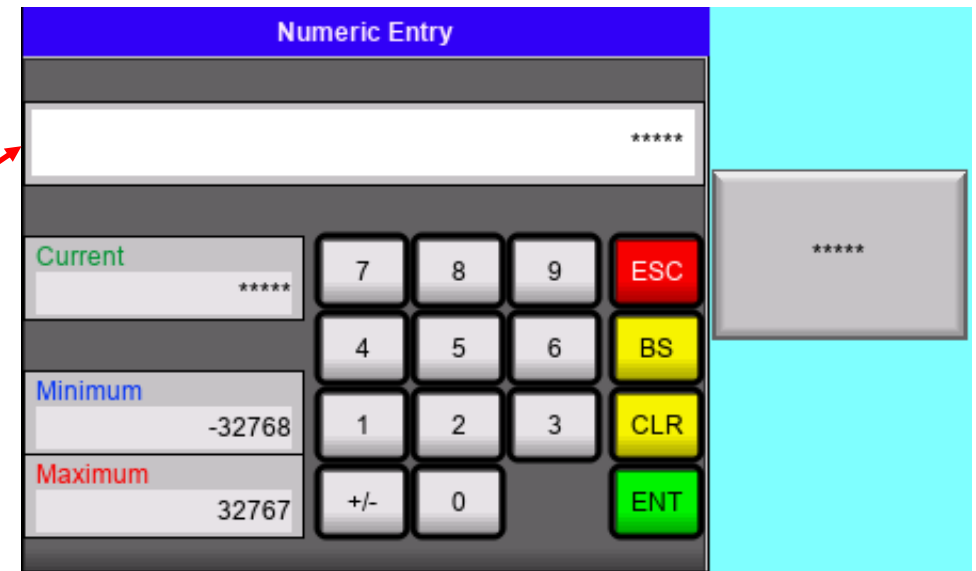 Numeric Entry
*****
*****
Current
*****
7 8 9 ESC
4 5 6 BS
Minimum
-32768
1 2 3 CLR
Maximum
32767
+/- 0 ENT